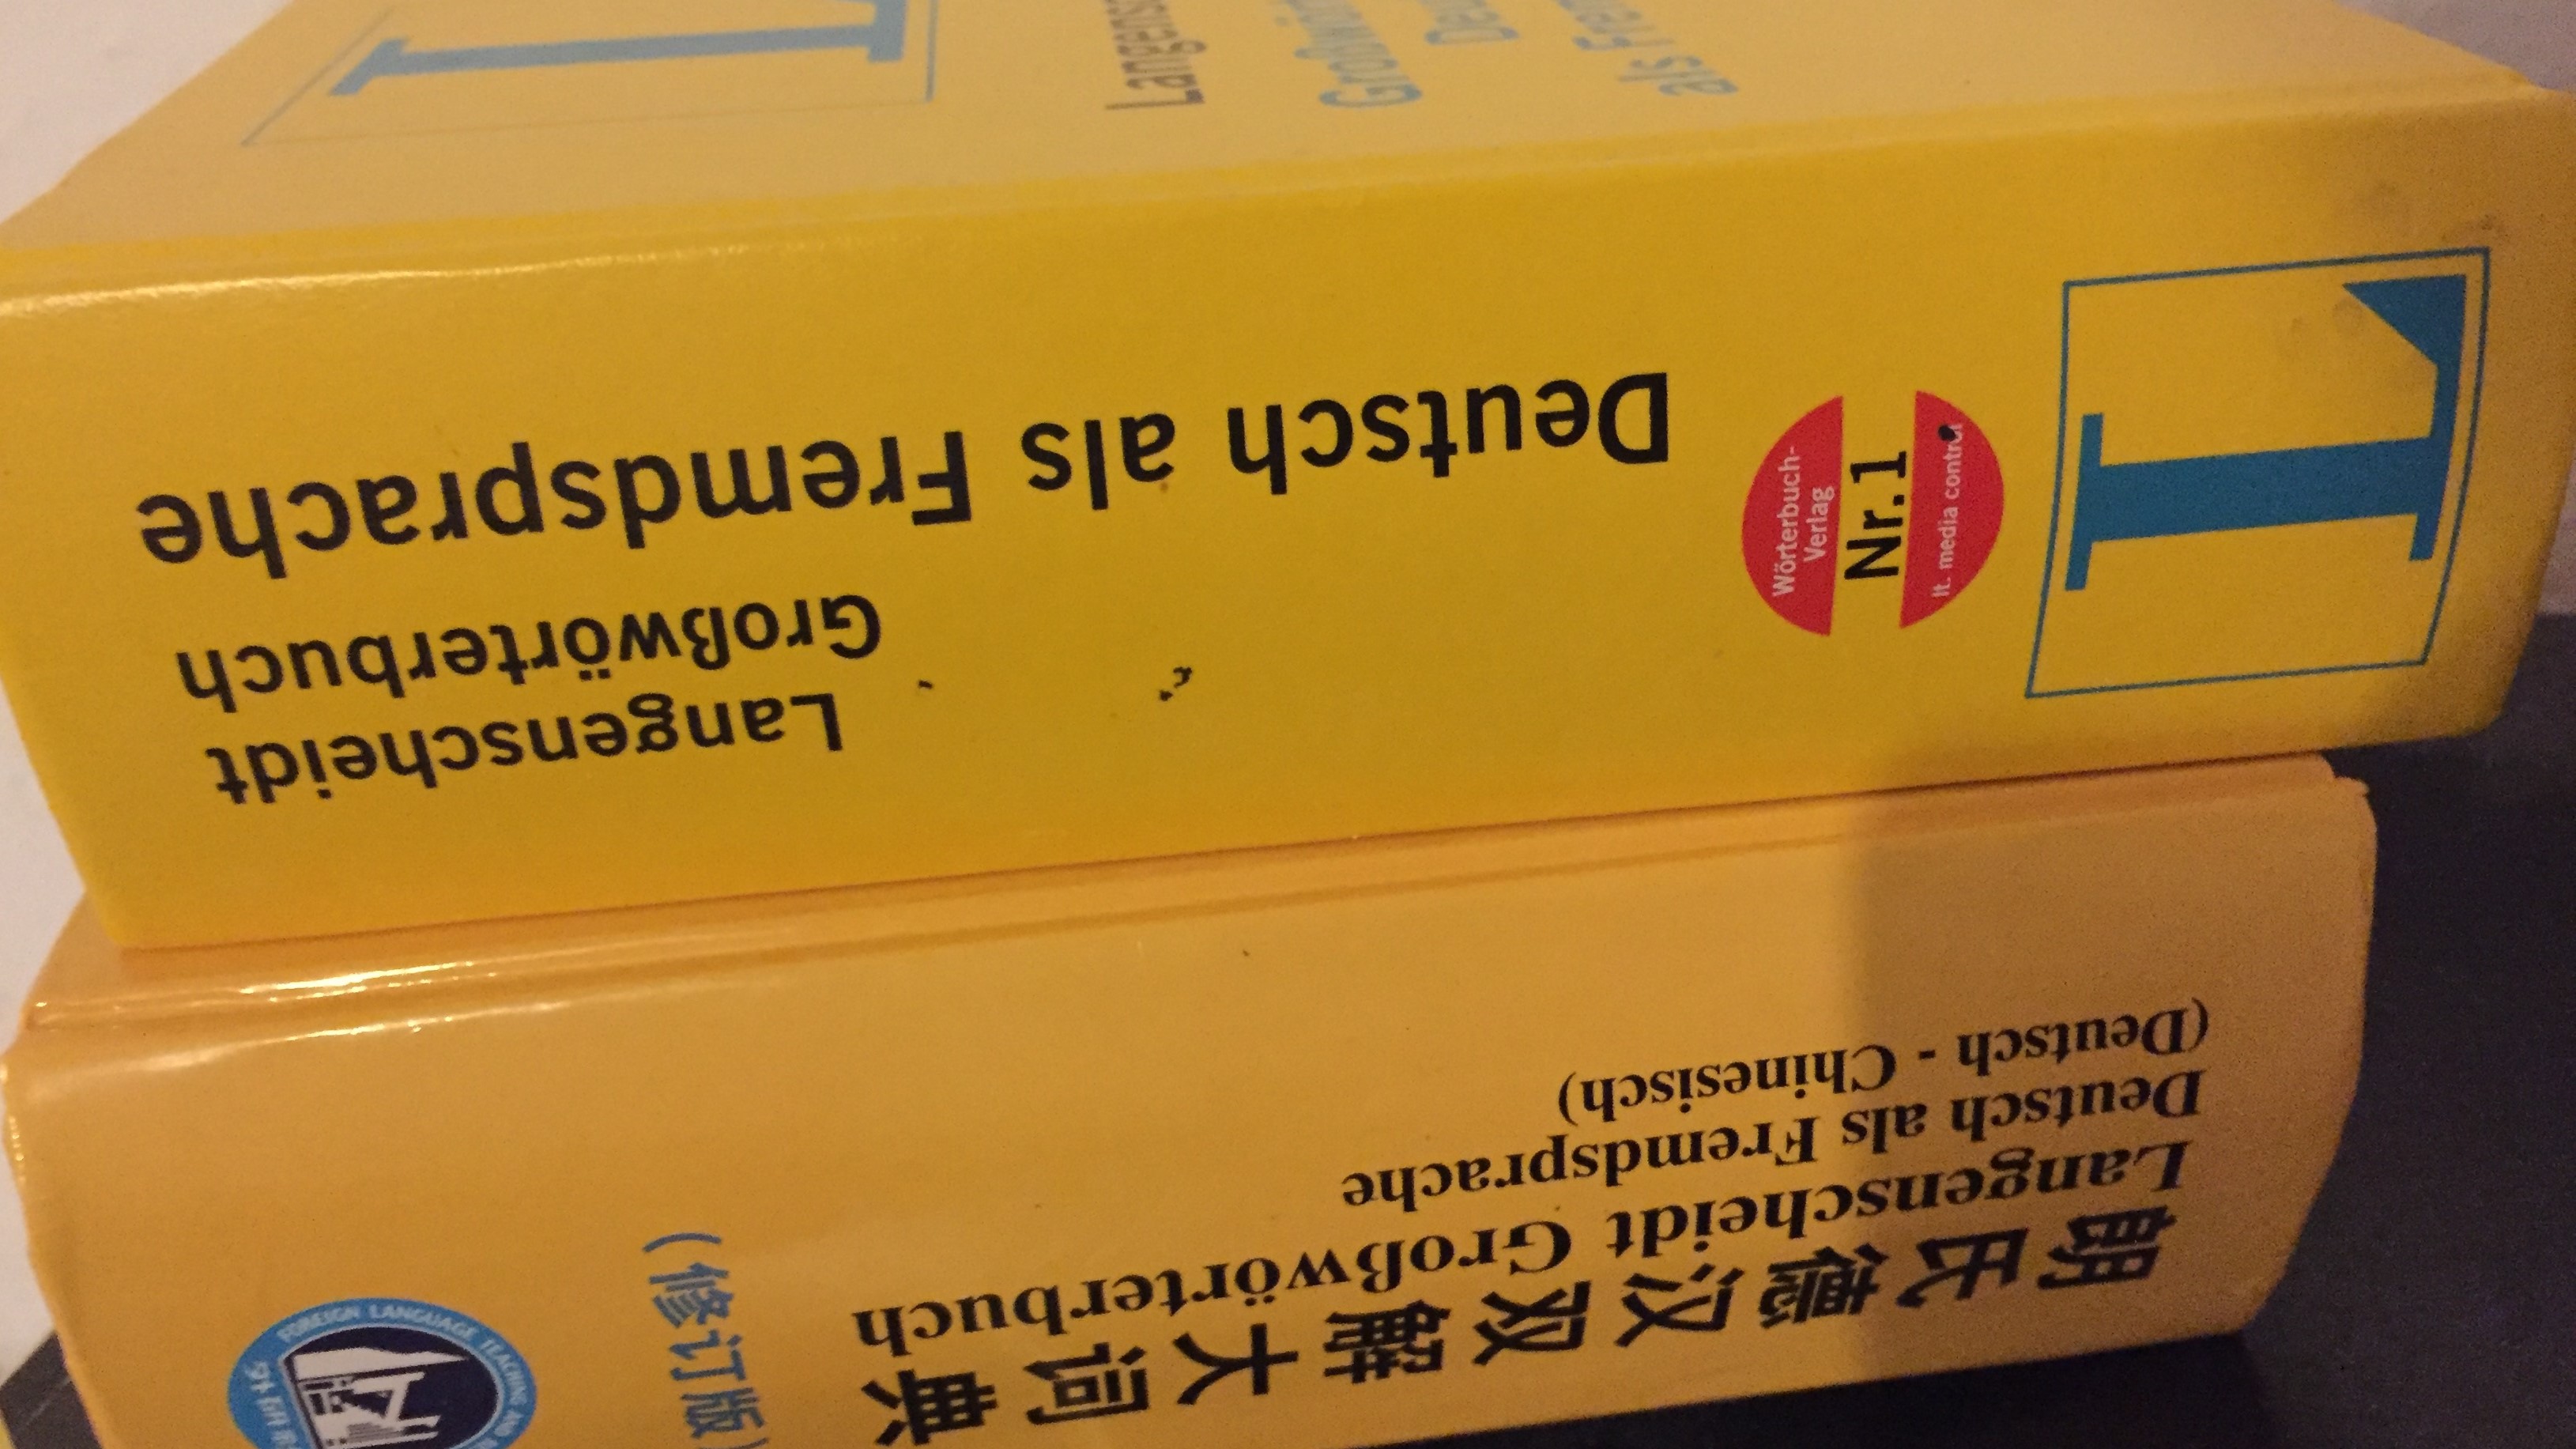 Langenscheidt
Großwörterbuch
Deutsch als Fremdsprache
Wörterbuch-
Verlag
Nr.1
lt. media control
L
朗氏德汉双解大词典
(修订版)
Langenscheidt Großwörterbuch
Deutsch als Fremdsprache
(Deutsch - Chinesisch)
FOREIGN LANGUAGE TEACHING AND
als